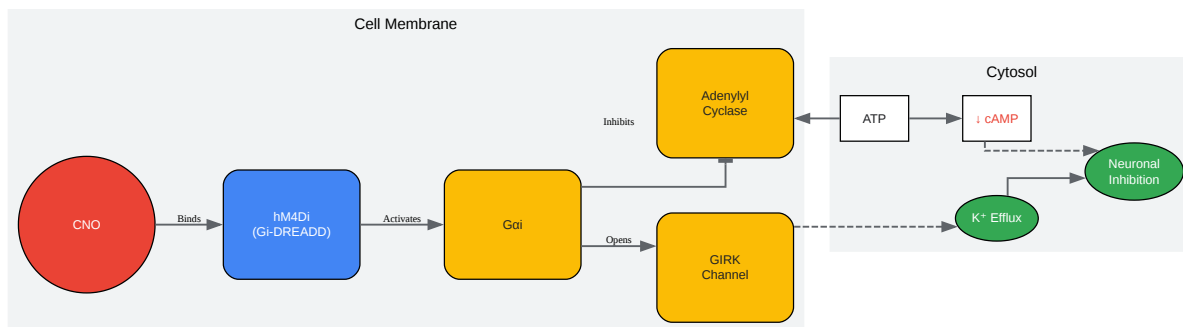 Cell Membrane
Cytosol
CNO
Binds
hM4Di
(Gi-DREADD)
Activates
Gαi
Inhibits
Opens
Adenylyl
Cyclase
GIRK
Channel
ATP
↓ cAMP
K⁺ Efflux
Neuronal
Inhibition